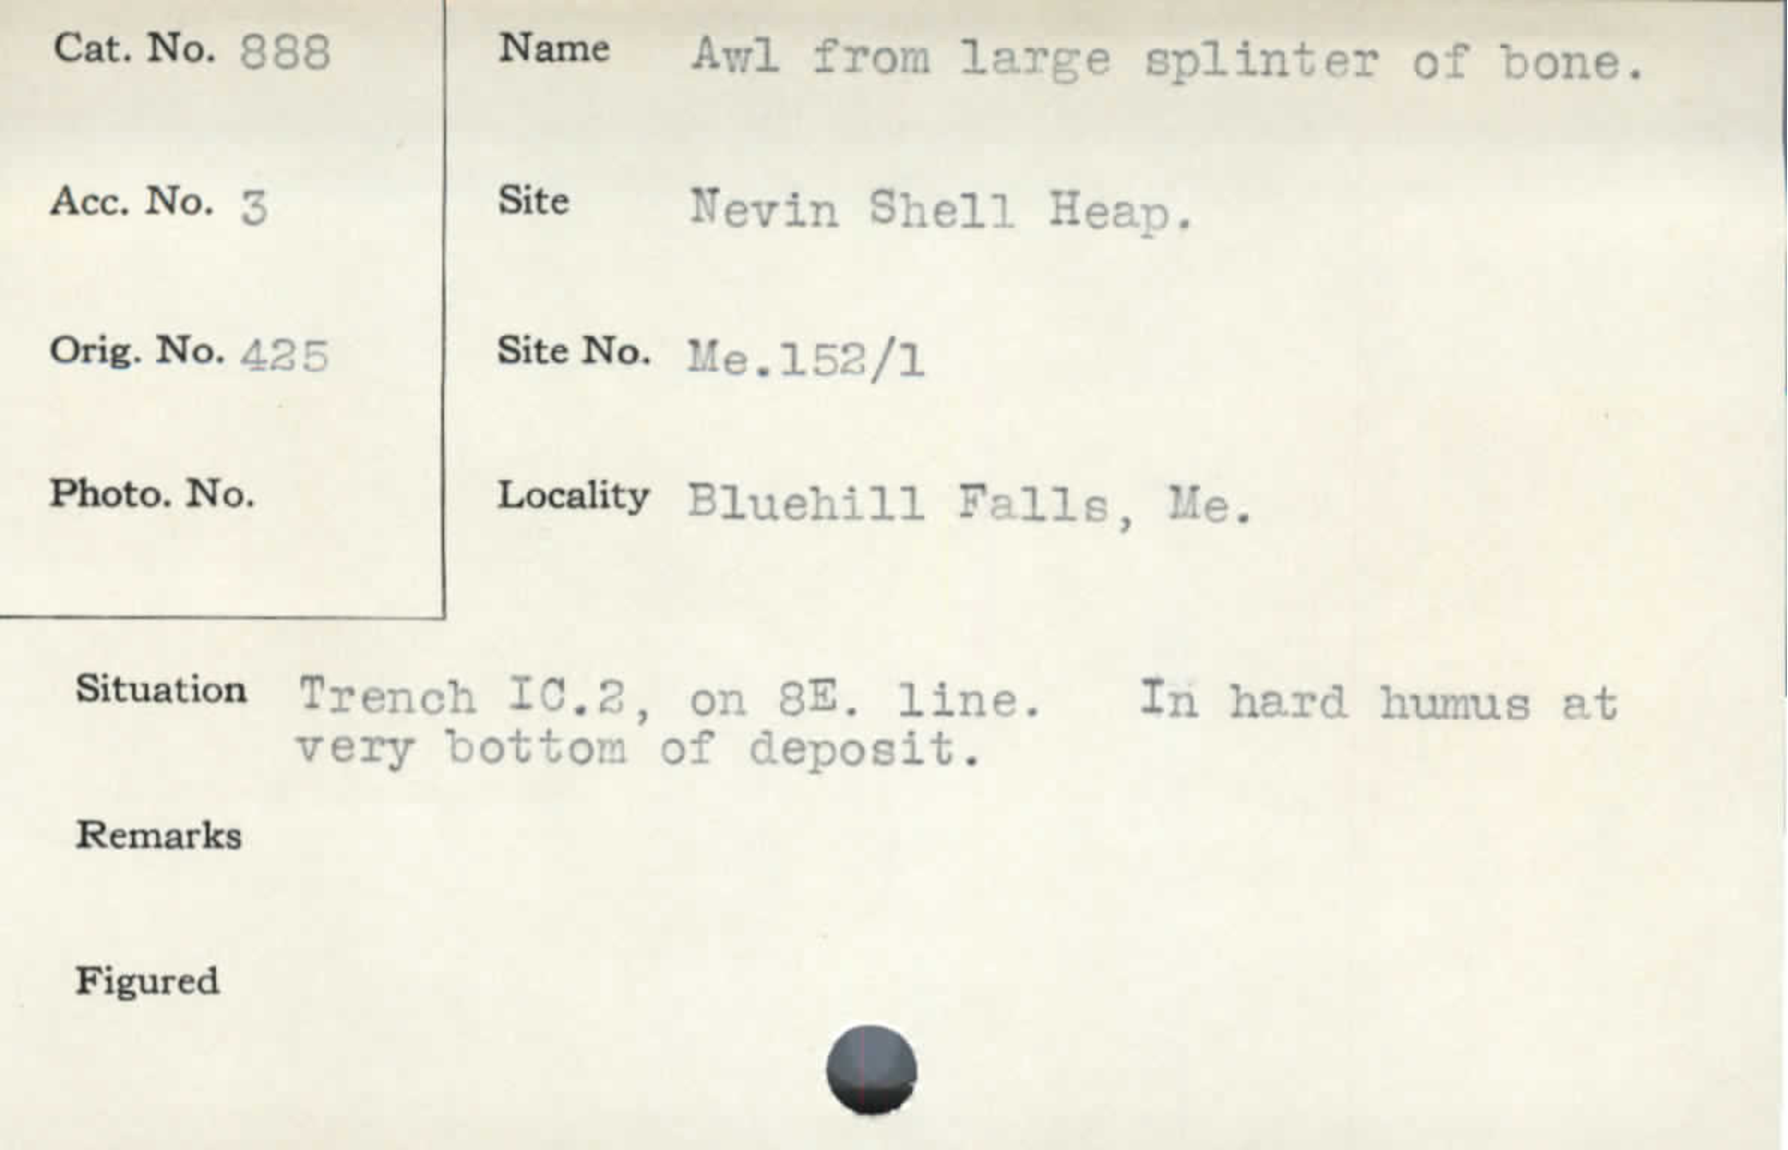 Cat. No. 888
Name Awl from large splinter of bone.
Acc. No. 3
Site Nevin Shell Heap.
Orig. No. 425
Site No. Me.152/1
Photo. No.
Locality Bluehill Falls, Me.
Situation Trench IC.2, on 8E. line. In hard humus at
very bottom of deposit.
Remarks
Figured